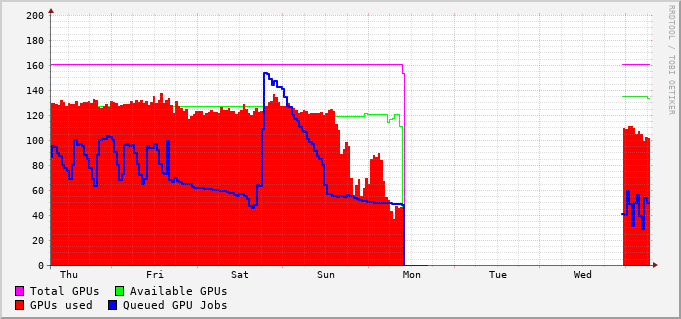 200
180
160
140
120
100
80
60
40
20
0
Thu Fri Sat Sun Mon Tue Wed
Total GPUs Available GPUs
GPUs used Queued GPU Jobs
RRDTOOL / TOBI OETIKER